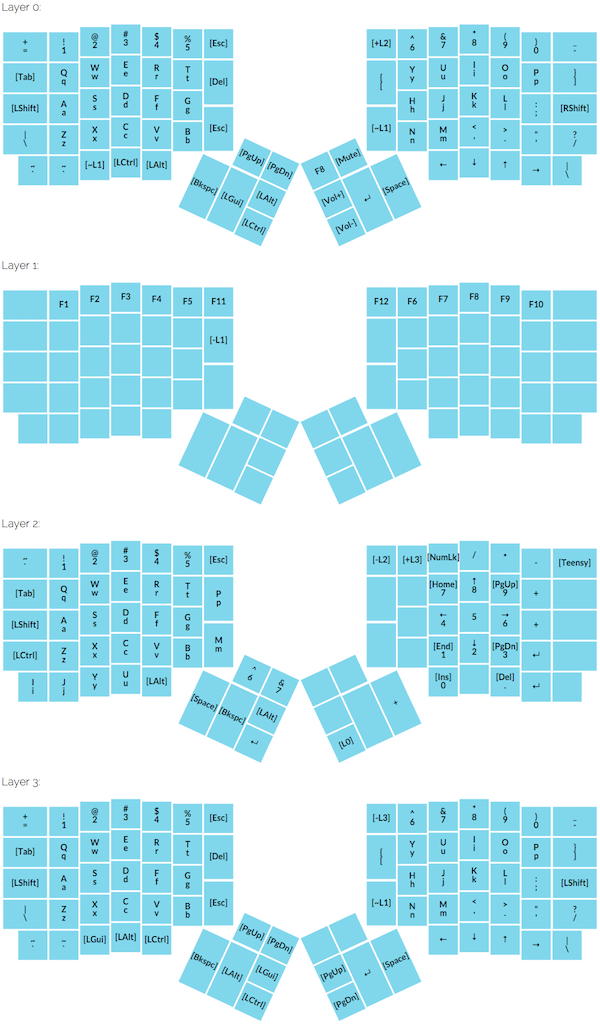 Layer 0:
+ ! @ # $ % [Esc] [+L2] ^ & * ( ) _
= 1 2 3 4 5 6 7 8 9 0 -
[Tab] Q W E R T [Del] { Y U I O P }
q w e r t [ y u i o p ]
[LShift] A S D F G H J K L : [RShift]
a s d f g h j k l ;
| Z X C V B [Esc] [~L1] N M < > " ?
\ z x c v b n m , . ' /
~ ~ [~L1] [LCtrl] [LAlt] ← ↓ ↑ → |
` ` \
[PgUp] [PgDn] F8 [Mute]
[Bkspc] [LGui] [LAlt] [Vol+] ↵ [Space]
[LCtrl] [Vol-]
Layer 1:
F1 F2 F3 F4 F5 F11 F12 F6 F7 F8 F9 F10
[-L1]
Layer 2:
~ ! @ # $ % [Esc] [-L2] [+L3] [NumLk] / * - [Teensy]
` 1 2 3 4 5
[Tab] Q W E R T P [Home] ↑ [PgUp] +
q w e r t p 7 8 9
[LShift] A S D F G ← 5 → +
a s d f g 4 6
[LCtrl] Z X C V B M [End] ↓ [PgDn] ↵
z x c v b m 1 2 3
I J Y U [LAlt] [Ins] [Del] ↵
i j y u 0 .
^ &
6 7
[Space] [Bkspc] [LAlt] +
↵ [L0]
Layer 3:
+ ! @ # $ % [Esc] [-L3] ^ & * ( ) _
= 1 2 3 4 5 6 7 8 9 0 -
[Tab] Q W E R T [Del] { Y U I O P }
q w e r t [ y u i o p ]
[LShift] A S D F G H J K L : [LShift]
a s d f g h j k l ;
| Z X C V B [Esc] [~L1] N M < > " ?
\ z x c v b n m , . ' /
~ ~ [LGui] [LAlt] [LCtrl] ← ↓ ↑ → |
` ` \
[PgUp] [PgDn]
[Bkspc] [LAlt] [LGui] [PgUp] ↵ [Space]
[LCtrl] [PgDn]